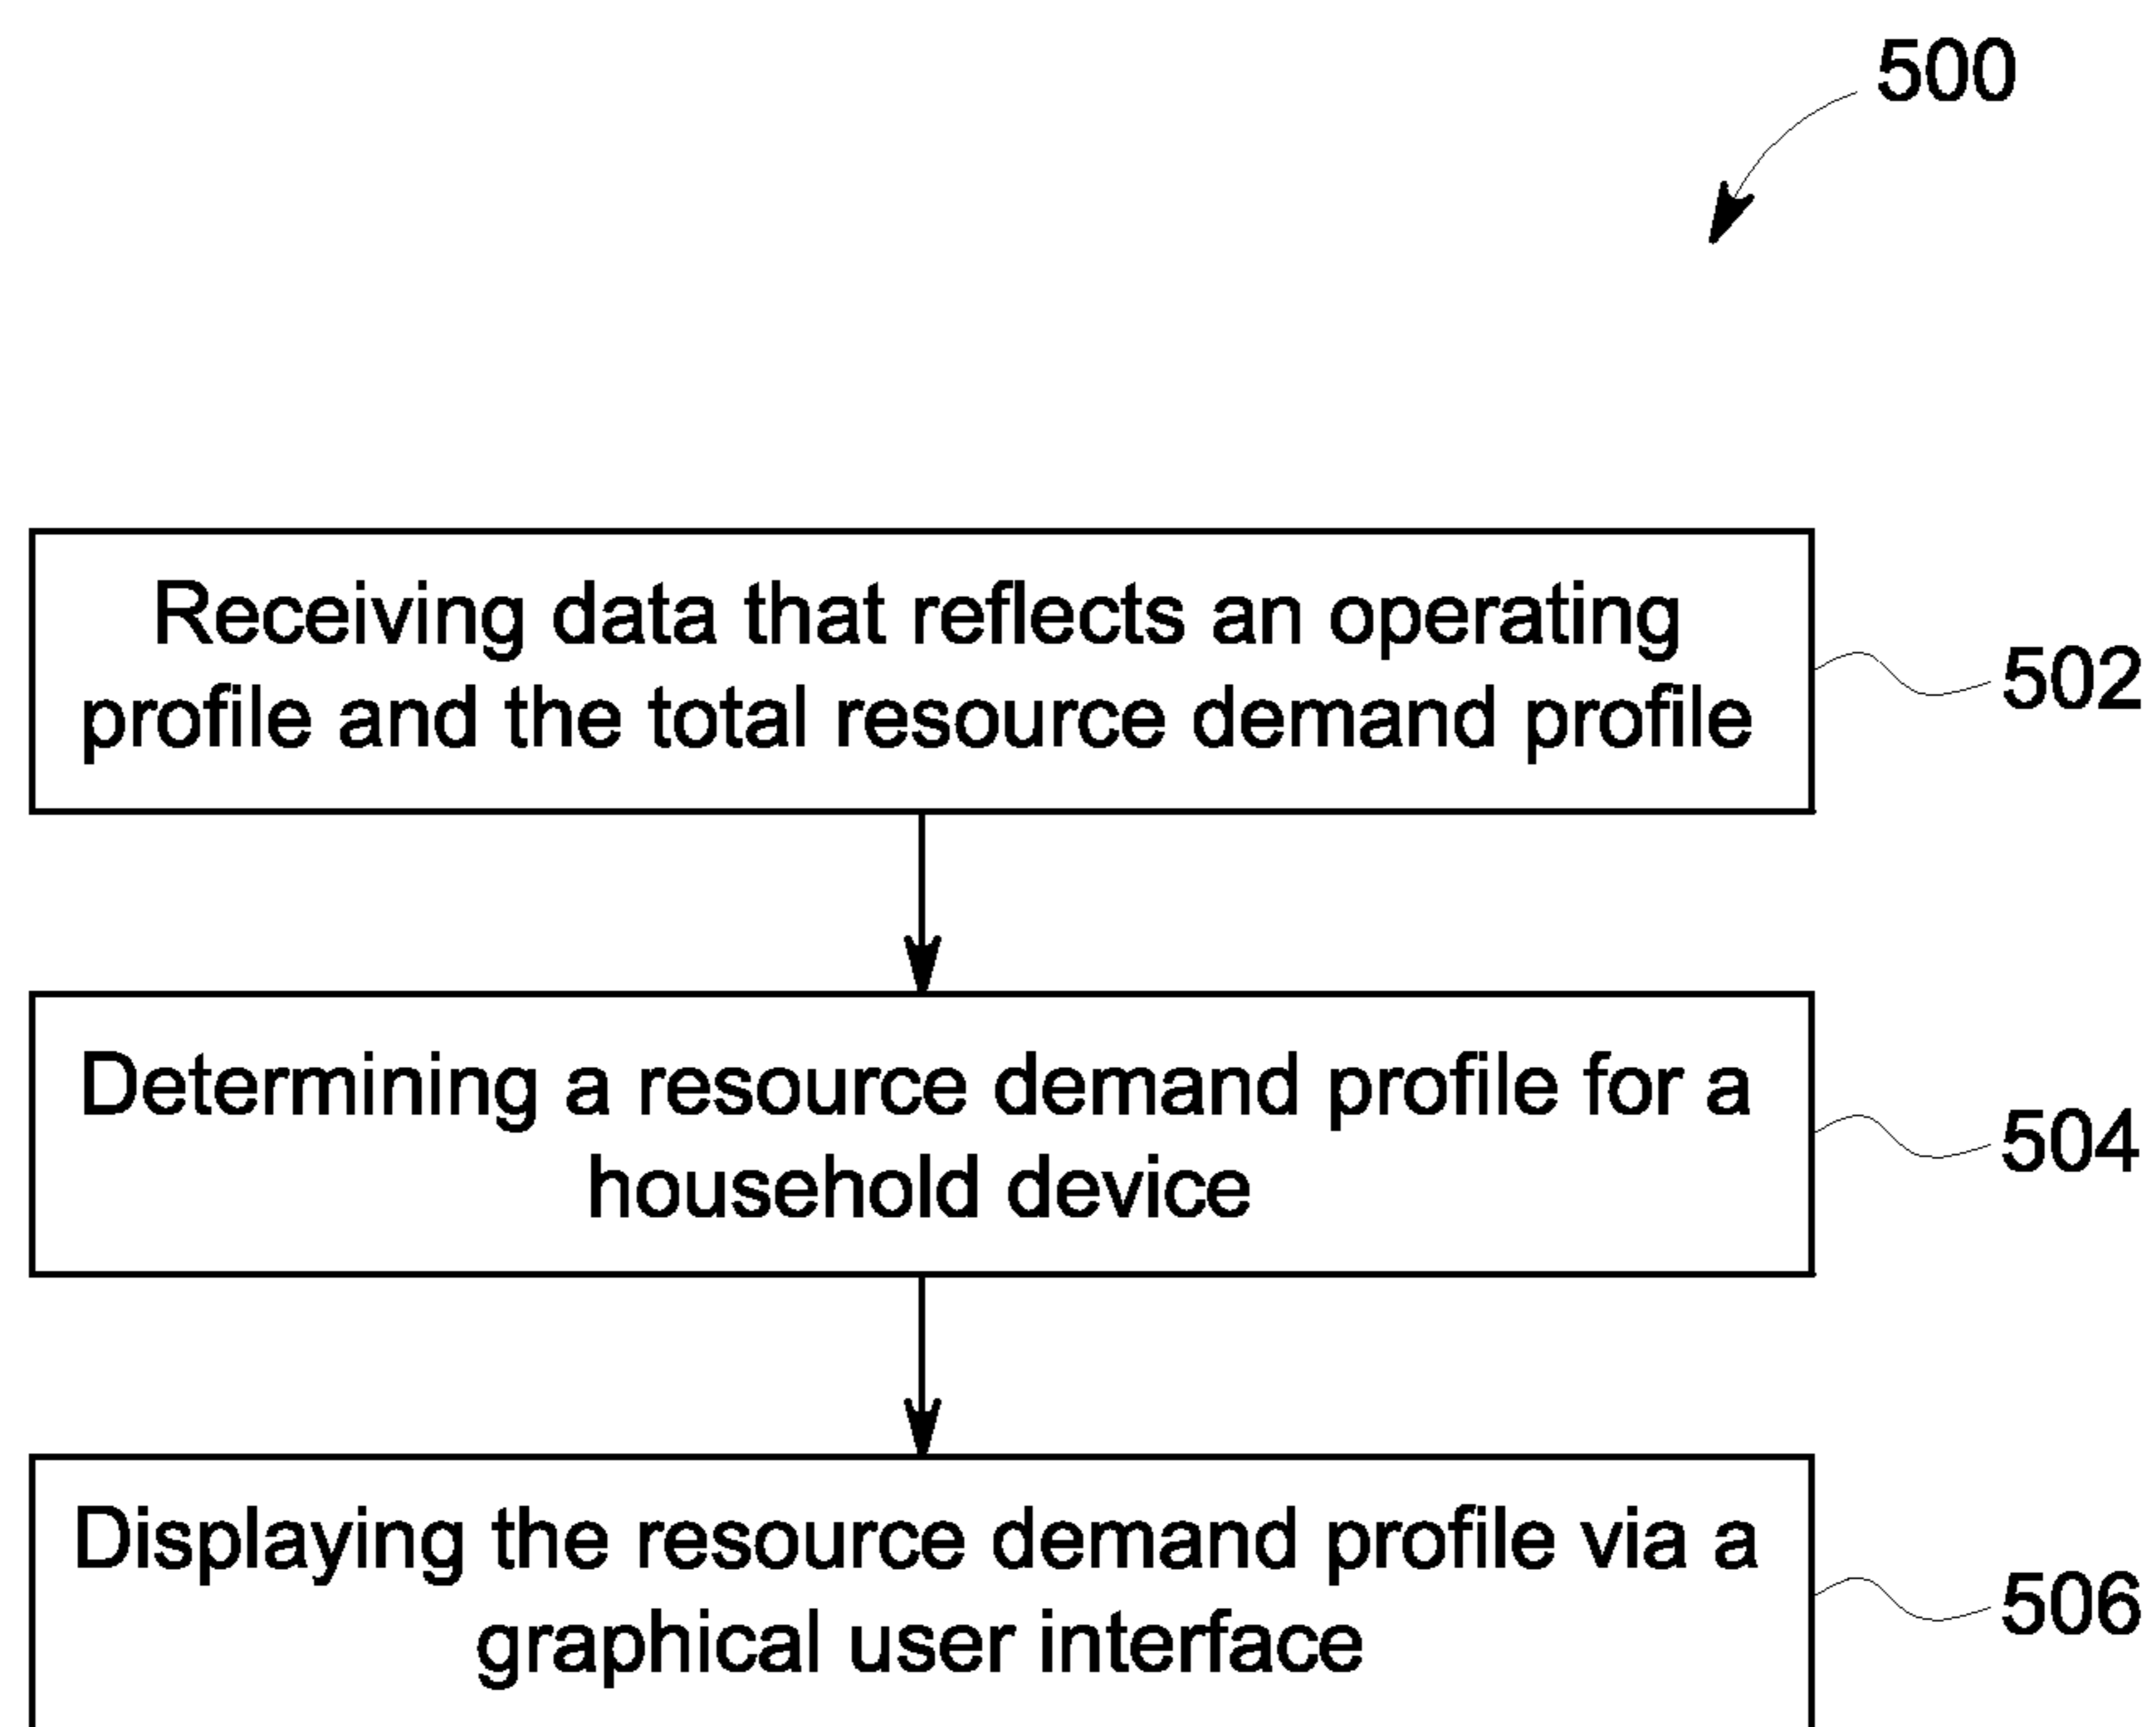 500
Receiving data that reflects an operating
profile and the total resource demand profile
502
Determining a resource demand profile for a
household device
504
Displaying the resource demand profile via a
graphical user interface
506